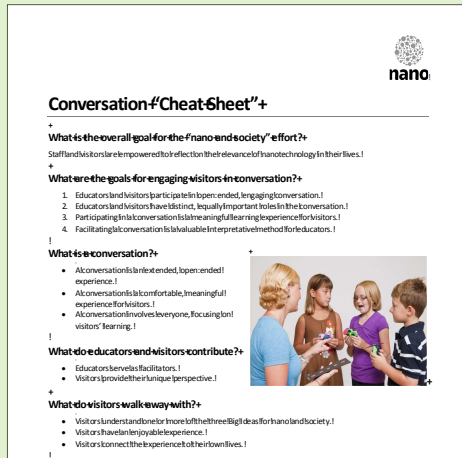 nano
Conversation+“Cheat+Sheet”+
+
What+is+the+overall+goal+for+the+“nano+and+society”+effort?+
Staff!and!visitors!are!empowered!to!reflect!on!the!relevance!of!nanotechnology!in!their!lives.!
+
What+are+the+goals+for+engaging+visitors+in+conversation?+
1. Educators!and!visitors!participate!in!open:ended,!engaging!conversation.!
2. Educators!and!visitors!have!distinct,!equally!important!roles!in!the!conversation.!
3. Participating!in!a!conversation!is!a!meaningful!learning!experience!for!visitors.!
4. Facilitating!a!conversation!is!a!valuable!interpretative!method!for!educators.!
!
What+is+a+conversation?+
+
• A!conversation!is!an!extended,!open:ended!
experience.!
• A!conversation!is!a!comfortable,!meaningful!
experience!for!visitors.!
• A!conversation!involves!everyone,!focusing!on!
visitors’!learning.!
!
What+do+educators+and+visitors+contribute?+
• Educators!serve!as!facilitators.!
• Visitors!provide!their!unique!perspective.!
+
+
What+do+visitors+walk+away+with?+
• Visitors!understand!one!or!more!of!the!three!Big!Ideas!for!nano!and!society.!
• Visitors!have!an!enjoyable!experience.!
• Visitors!connect!the!experience!to!their!own!lives.!
!